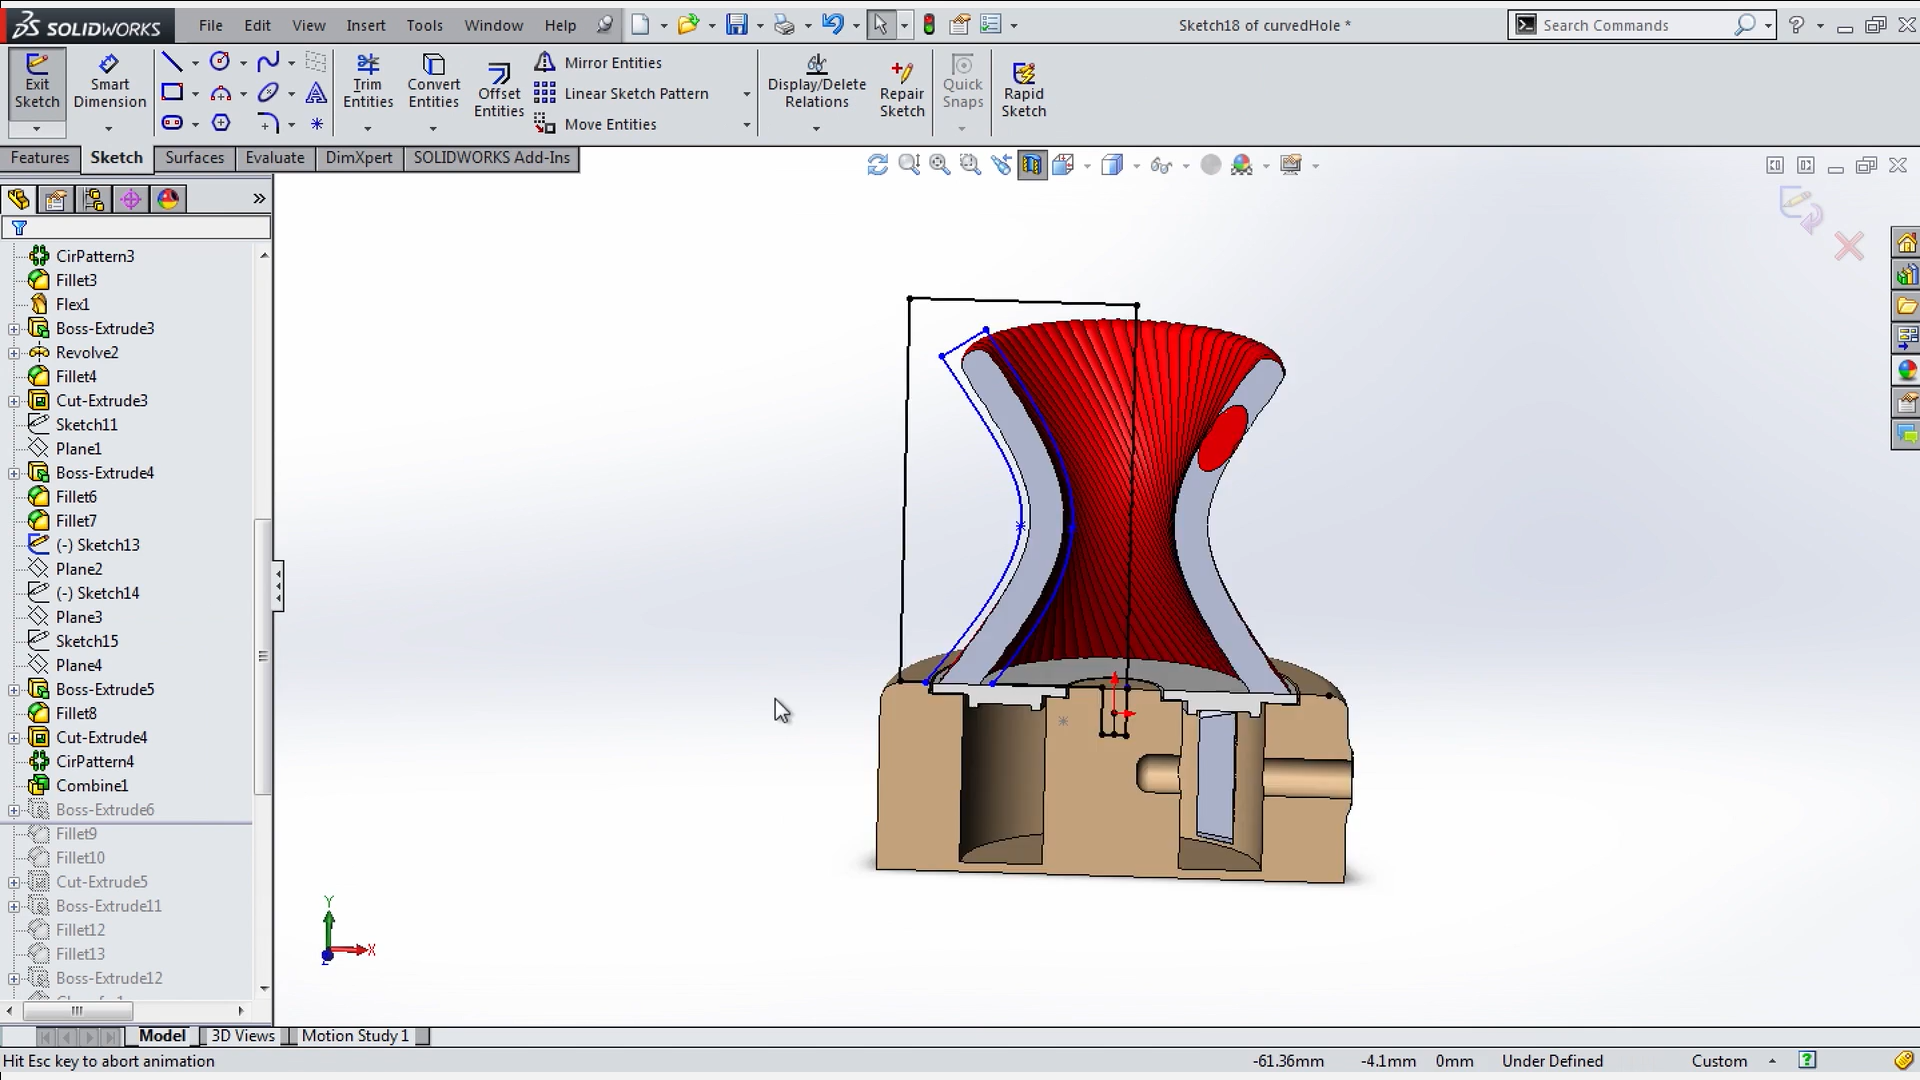 SOLIDWORKS File Edit View Insert Tools Window Help Sketch18 of curvedHole * Search Commands
Exit Sketch
Smart Dimension
Trim Entities
Convert Entities
Offset Entities
Mirror Entities
Linear Sketch Pattern
Move Entities
Display/Delete Relations
Repair Sketch
Quick Snaps
Rapid Sketch
Features Sketch Surfaces Evaluate DimXpert SOLIDWORKS Add-Ins
CirPattern3
Fillet3
Flex1
Boss-Extrude3
Revolve2
Fillet4
Cut-Extrude3
Sketch11
Plane1
Boss-Extrude4
Fillet6
Fillet7
(-) Sketch13
Plane2
(-) Sketch14
Plane3
Sketch15
Plane4
Boss-Extrude5
Fillet8
Cut-Extrude4
CirPattern4
Combine1
Boss-Extrude6
Fillet9
Fillet10
Cut-Extrude5
Boss-Extrude11
Fillet12
Fillet13
Boss-Extrude12
Y
X
Model 3D Views Motion Study 1
Hit Esc key to abort animation -61.36mm -4.1mm 0mm Under Defined Custom